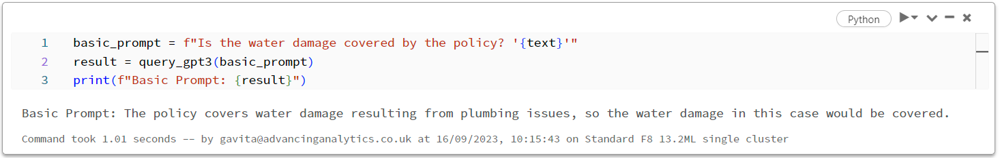 Python
1 basic_prompt = f"Is the water damage covered by the policy? '{text}'"
2 result = query_gpt3(basic_prompt)
3 print(f"Basic Prompt: {result}")
Basic Prompt: The policy covers water damage resulting from plumbing issues, so the water damage in this case would be covered.
Command took 1.01 seconds -- by gavita@advancinganalytics.co.uk at 16/09/2023, 10:15:43 on Standard F8 13.2ML single cluster